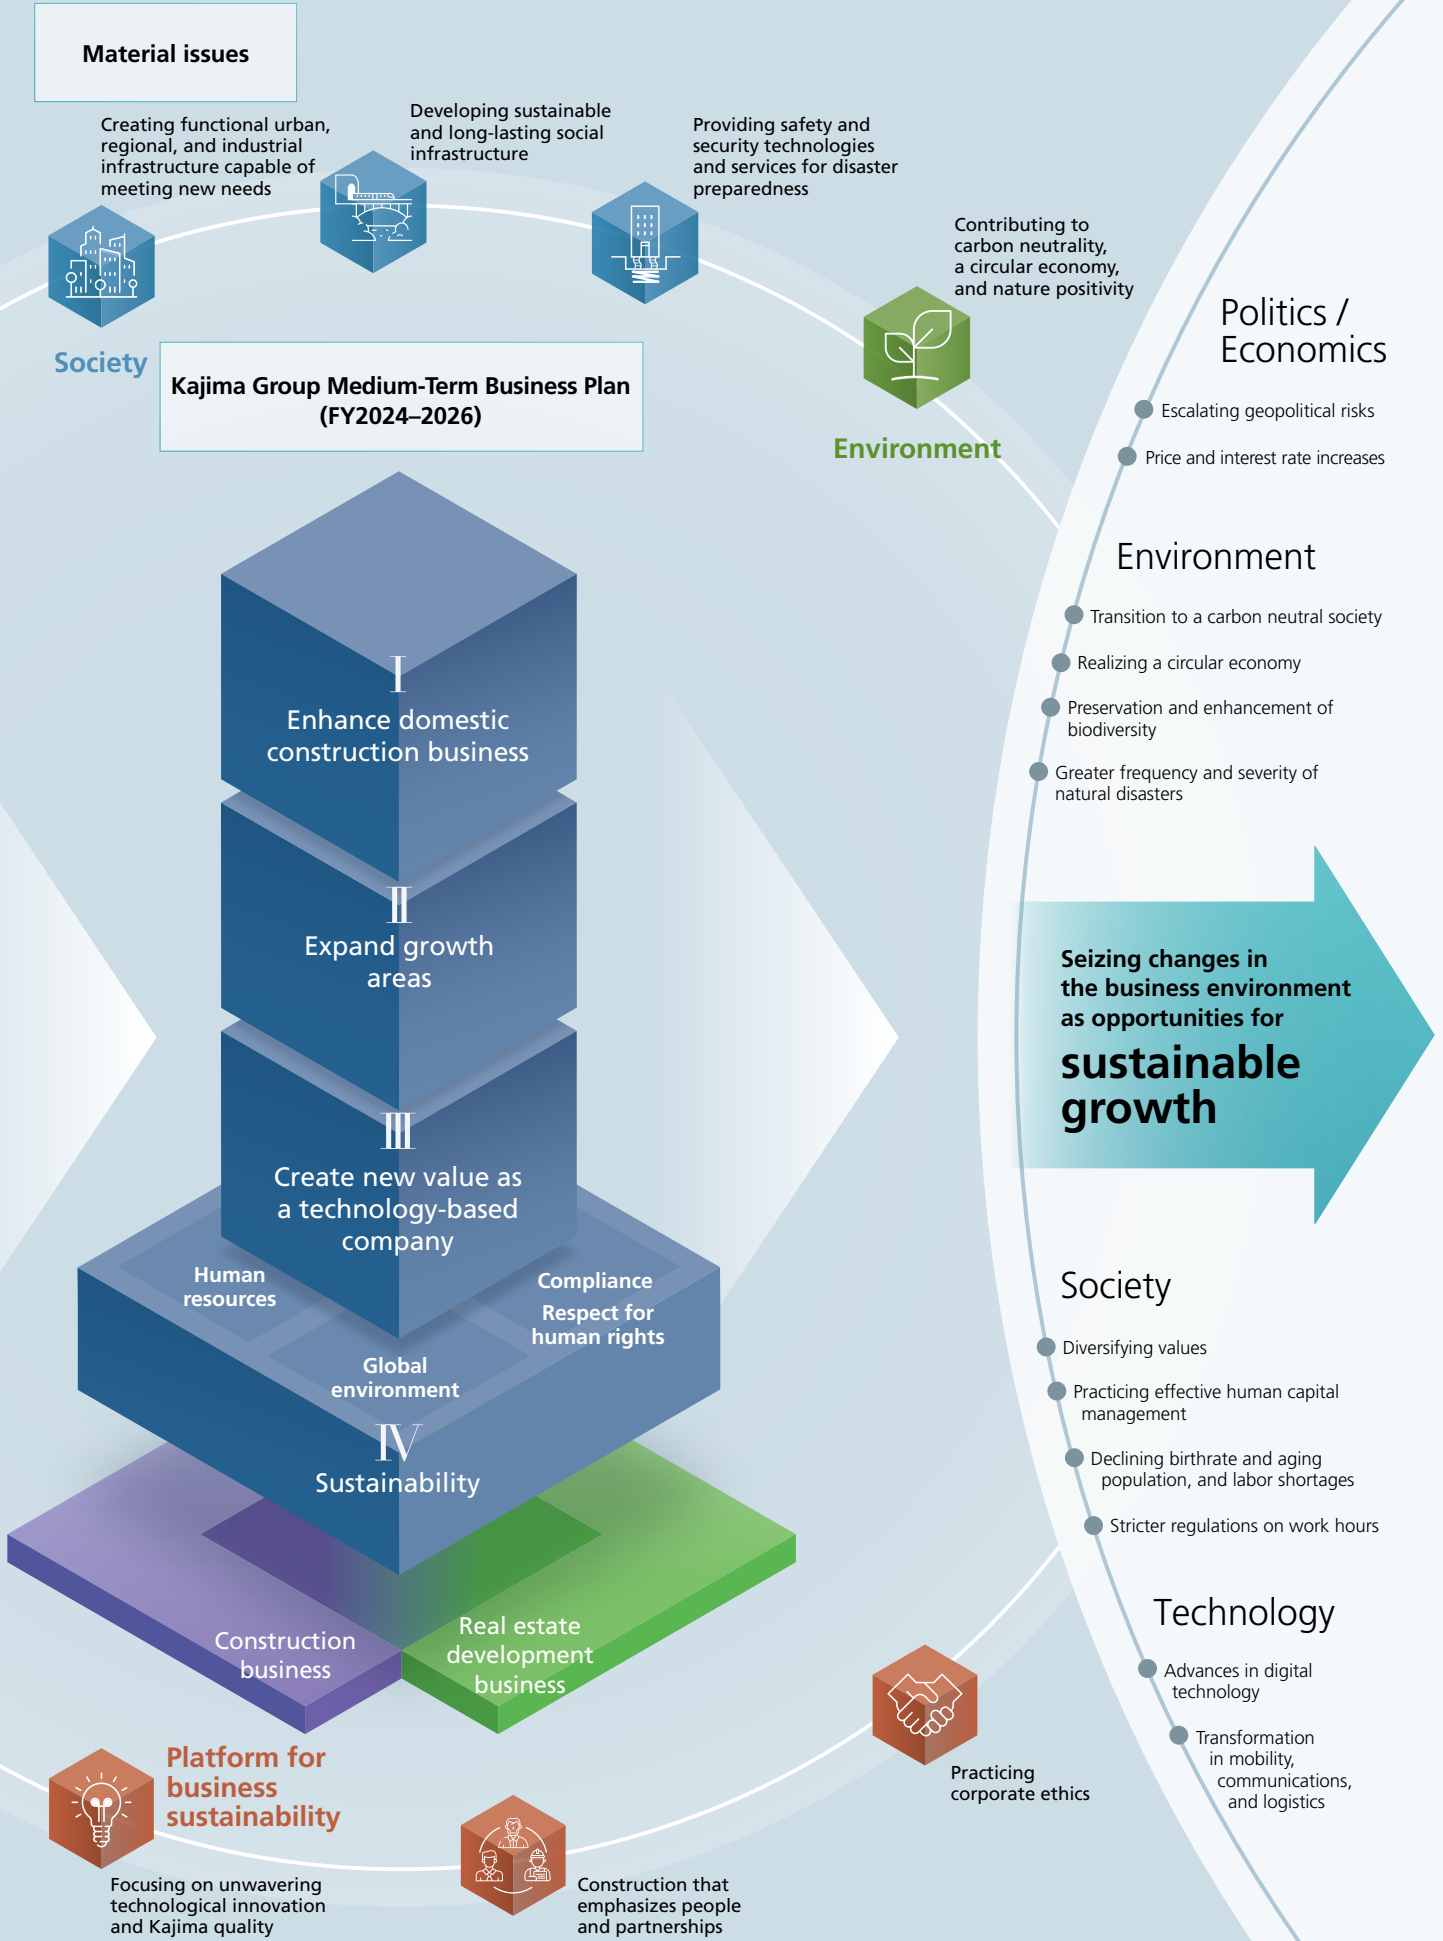 Material issues
Creating functional urban,
regional, and industrial
infrastructure capable of
meeting new needs
Developing sustainable
and long-lasting social
infrastructure
Providing safety and
security technologies
and services for disaster
preparedness
Contributing to
carbon neutrality,
a circular economy,
and nature positivity
Society
Environment
Kajima Group Medium-Term Business Plan
(FY2024–2026)
I
Enhance domestic
construction business
II
Expand growth
areas
III
Create new value as
a technology-based
company
Human
resources
Compliance
Respect for
human rights
Global
environment
IV
Sustainability
Construction
business
Real estate
development
business
Platform for
business
sustainability
Focusing on unwavering
technological innovation
and Kajima quality
Construction that
emphasizes people
and partnerships
Practicing
corporate ethics
Politics /
Economics
Escalating geopolitical risks
Price and interest rate increases
Environment
Transition to a carbon neutral society
Realizing a circular economy
Preservation and enhancement of
biodiversity
Greater frequency and severity of
natural disasters
Seizing changes in
the business environment
as opportunities for
sustainable
growth
Society
Diversifying values
Practicing effective human capital
management
Declining birthrate and aging
population, and labor shortages
Stricter regulations on work hours
Technology
Advances in digital
technology
Transformation
in mobility,
communications,
and logistics